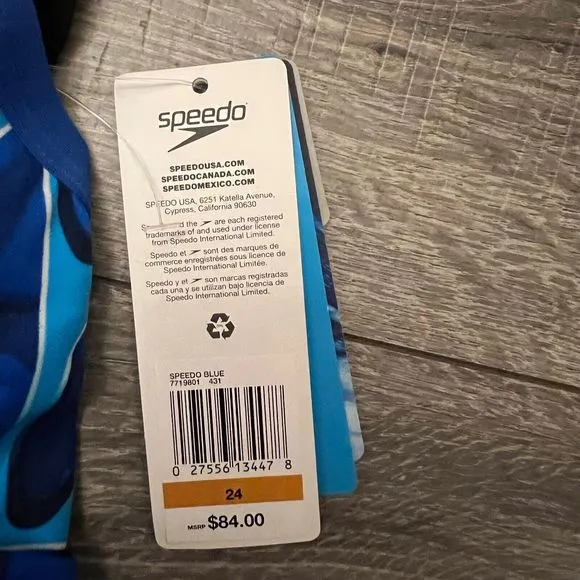 speedo
SPEEDOUSA.COM
SPEEDOCANADA.COM
SPEEDOMEXICO.COM
SPEEDO USA, 6251 Katella Avenue,
Cypress, California 90630
d the are each registered
trademarks of and used under license
from Speedo International Limited.
Speedo et sont des marques de
commerce enregistrées sous licence de
Speedo International Limitée.
Speedo y et son marcas registradas
cada una y se utilizan bajo licencia de
Speedo International Limited.
SPEEDO BLUE
7719801 431
0 27556 13447 8
24
MSRP $84.00